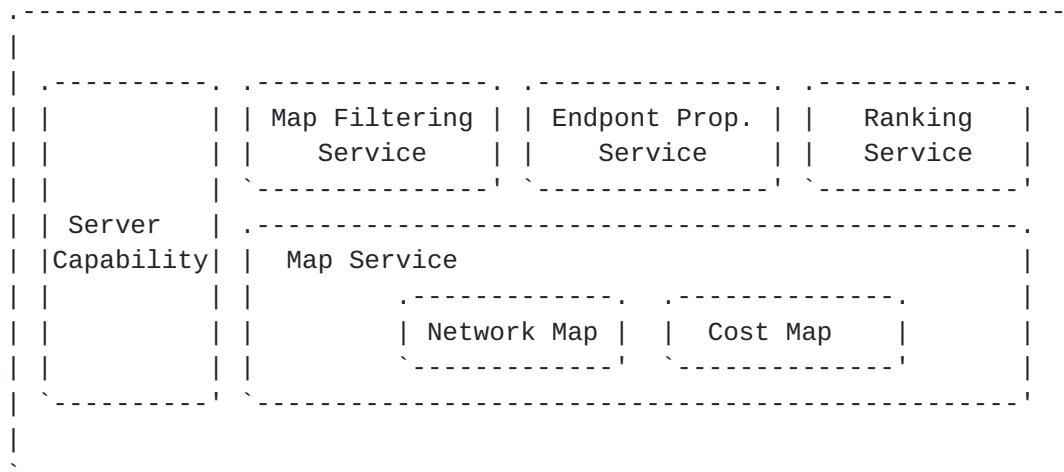 Map Filtering Endpont Prop. Ranking
Service Service Service
Server
Capability Map Service
Network Map Cost Map